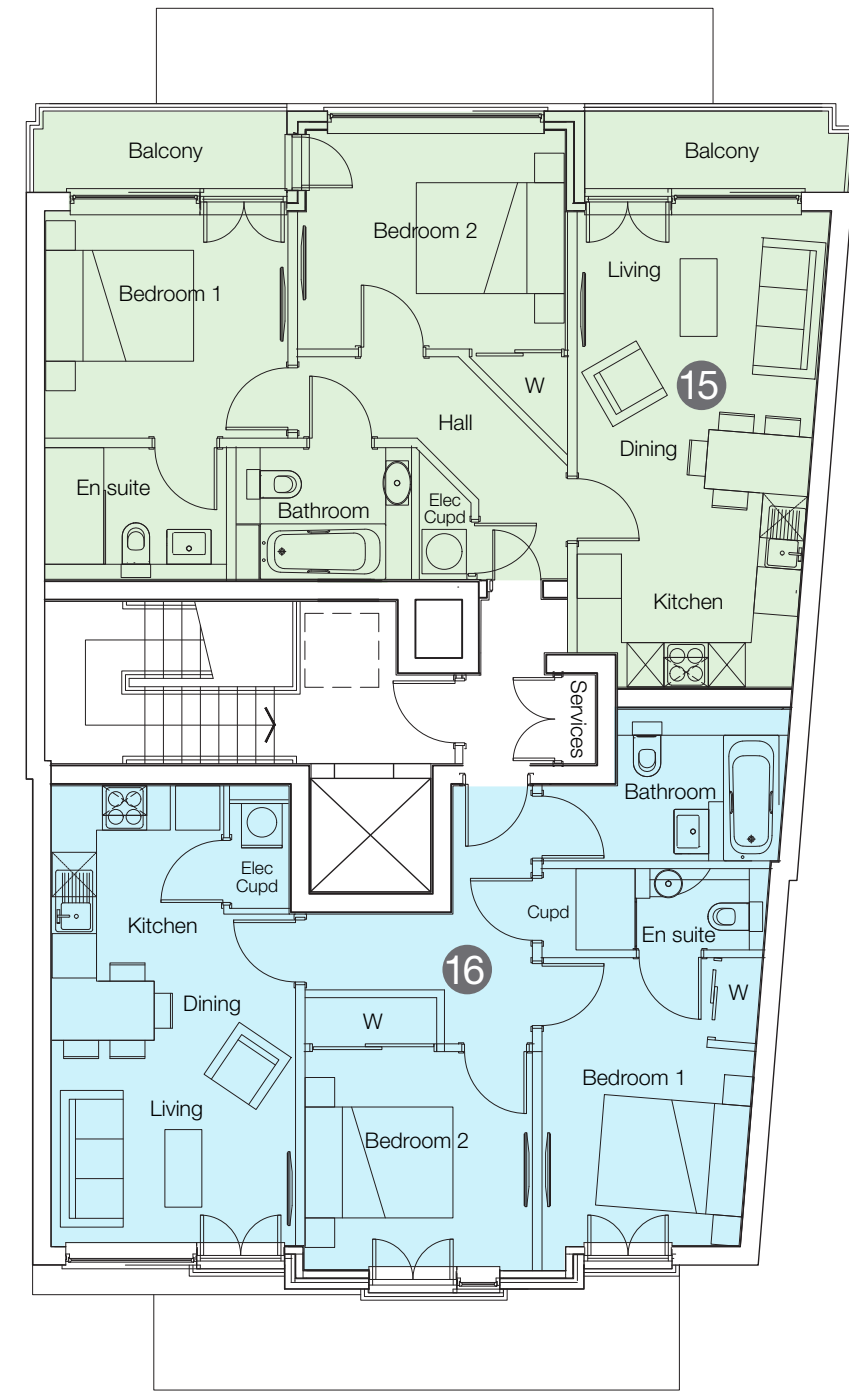 Balcony
Balcony
Bedroom 2
Living
Bedroom 1
15
W
Hall
Dining
En suite
Elec
Cupd
Bathroom
Kitchen
Services
Bathroom
Elec
Cupd
Cupd
Kitchen
En suite
16
W
Dining
W
Bedroom 1
Living
Bedroom 2